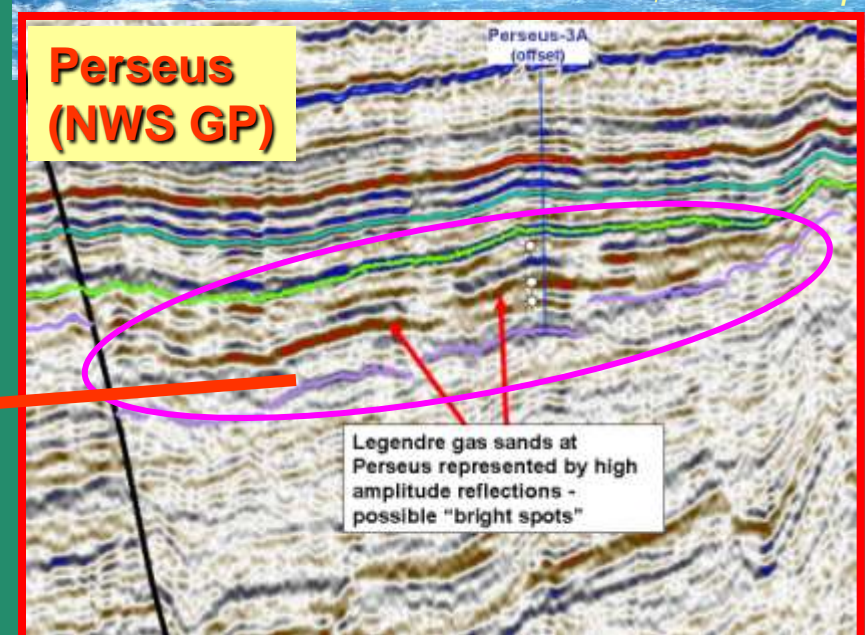 Perseus
(NWS GP)
Perseus-3A
(offset)
Legendre gas sands at
Perseus represented by high
amplitude reflections -
possible "bright spots"